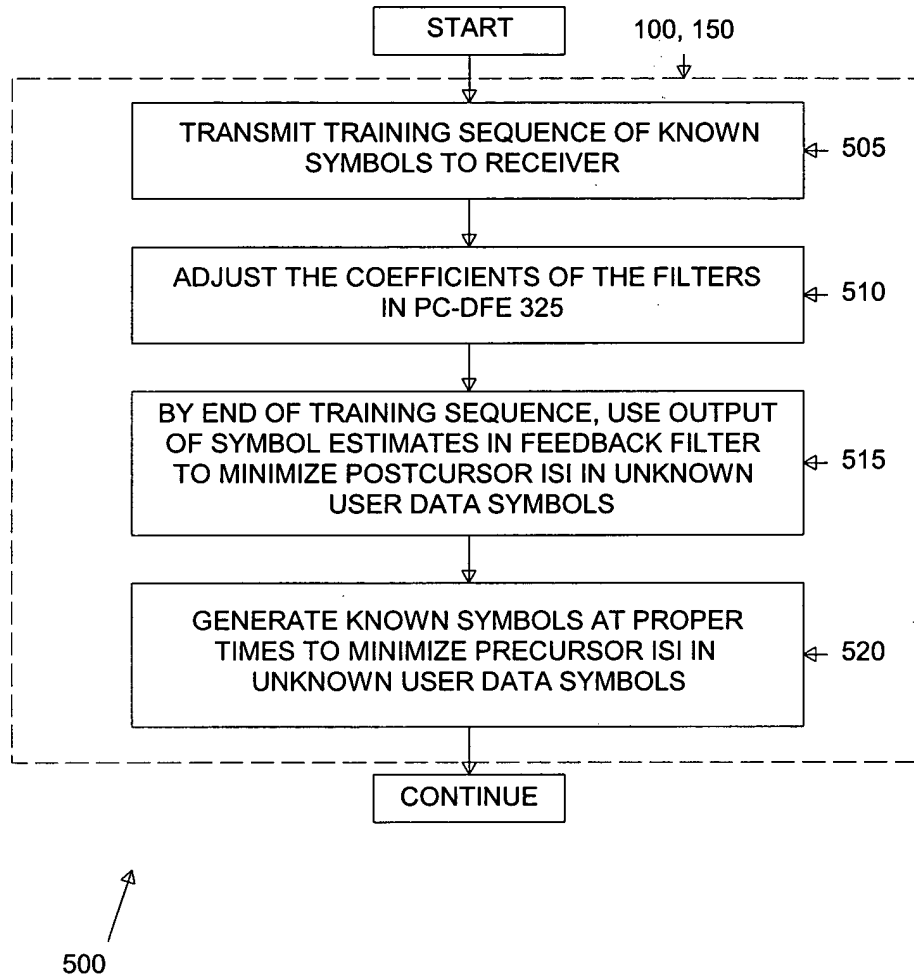 START
100, 150
TRANSMIT TRAINING SEQUENCE OF KNOWN
SYMBOLS TO RECEIVER
505
ADJUST THE COEFFICIENTS OF THE FILTERS
IN PC-DFE 325
510
BY END OF TRAINING SEQUENCE, USE OUTPUT
OF SYMBOL ESTIMATES IN FEEDBACK FILTER
TO MINIMIZE POSTCURSOR ISI IN UNKNOWN
USER DATA SYMBOLS
515
GENERATE KNOWN SYMBOLS AT PROPER
TIMES TO MINIMIZE PRECURSOR ISI IN
UNKNOWN USER DATA SYMBOLS
520
CONTINUE
500